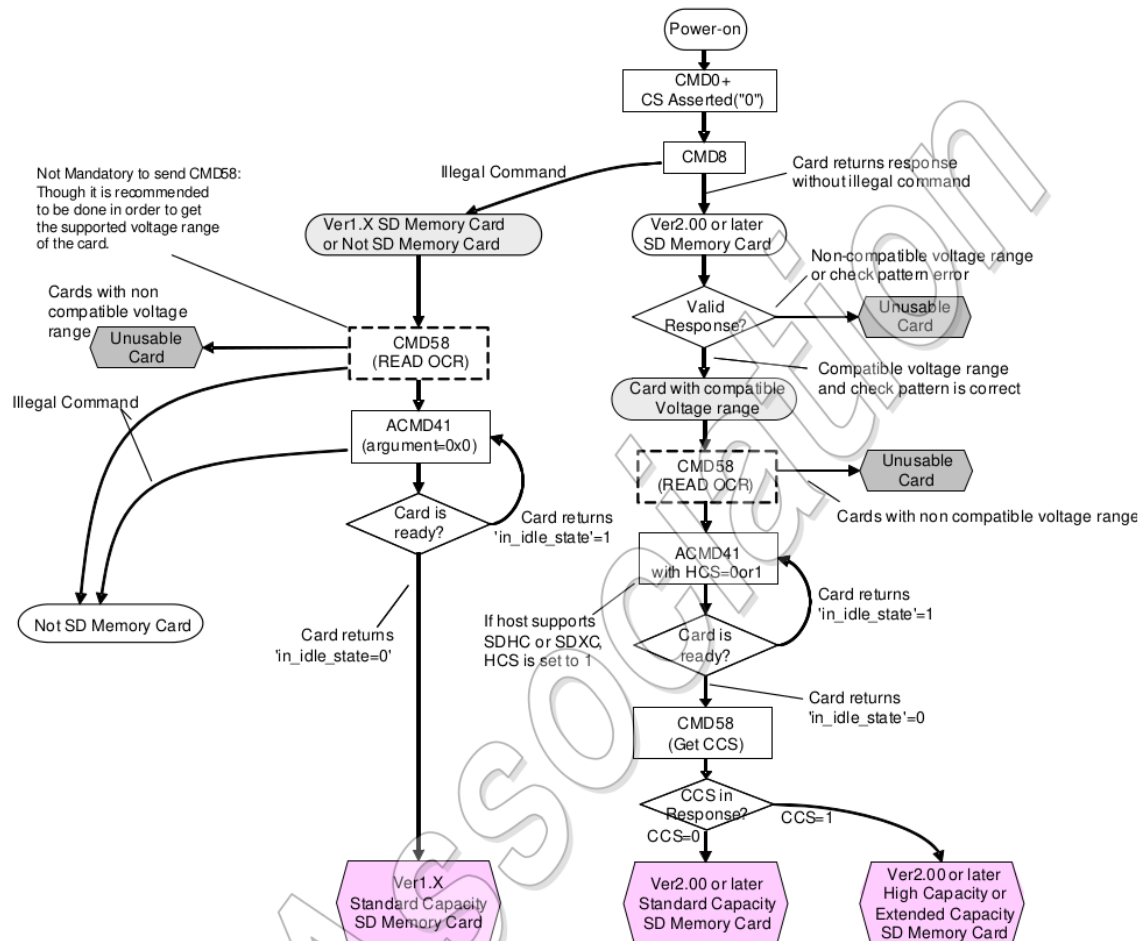 Power-on
CMD0+
CS Asserted("0")
CMD8
Illegal Command
Card returns response
without illegal command
Not Mandatory to send CMD58:
Though it is recommended
to be done in order to get
the supported voltage range
of the card.
Ver1.X SD Memory Card
or Not SD Memory Card
Ver2.00 or later
SD Memory Card
Non-compatible voltage range
or check pattern error
Cards with non
compatible voltage
range
Unusable
Card
CMD58
(READ OCR)
Valid
Response?
Unusable
Card
Compatible voltage range
and check pattern is correct
Card with compatible
Voltage range
Illegal Command
ACMD41
(argument=0x0)
CMD58
(READ OCR)
Unusable
Card
Cards with non compatible voltage range
Card is
ready?
Card returns
'in_idle_state'=1
ACMD41
with HCS=0or1
Card returns
'in_idle_state'=1
Not SD Memory Card
Card returns
'in_idle_state=0'
If host supports
SDHC or SDXC,
HCS is set to 1
Card is
ready?
Card returns
'in_idle_state'=0
CMD58
(Get CCS)
CCS in
Response?
CCS=1
CCS=0
Ver1.X
Standard Capacity
SD Memory Card
Ver2.00 or later
Standard Capacity
SD Memory Card
Ver2.00 or later
High Capacity or
Extended Capacity
SD Memory Card
Association